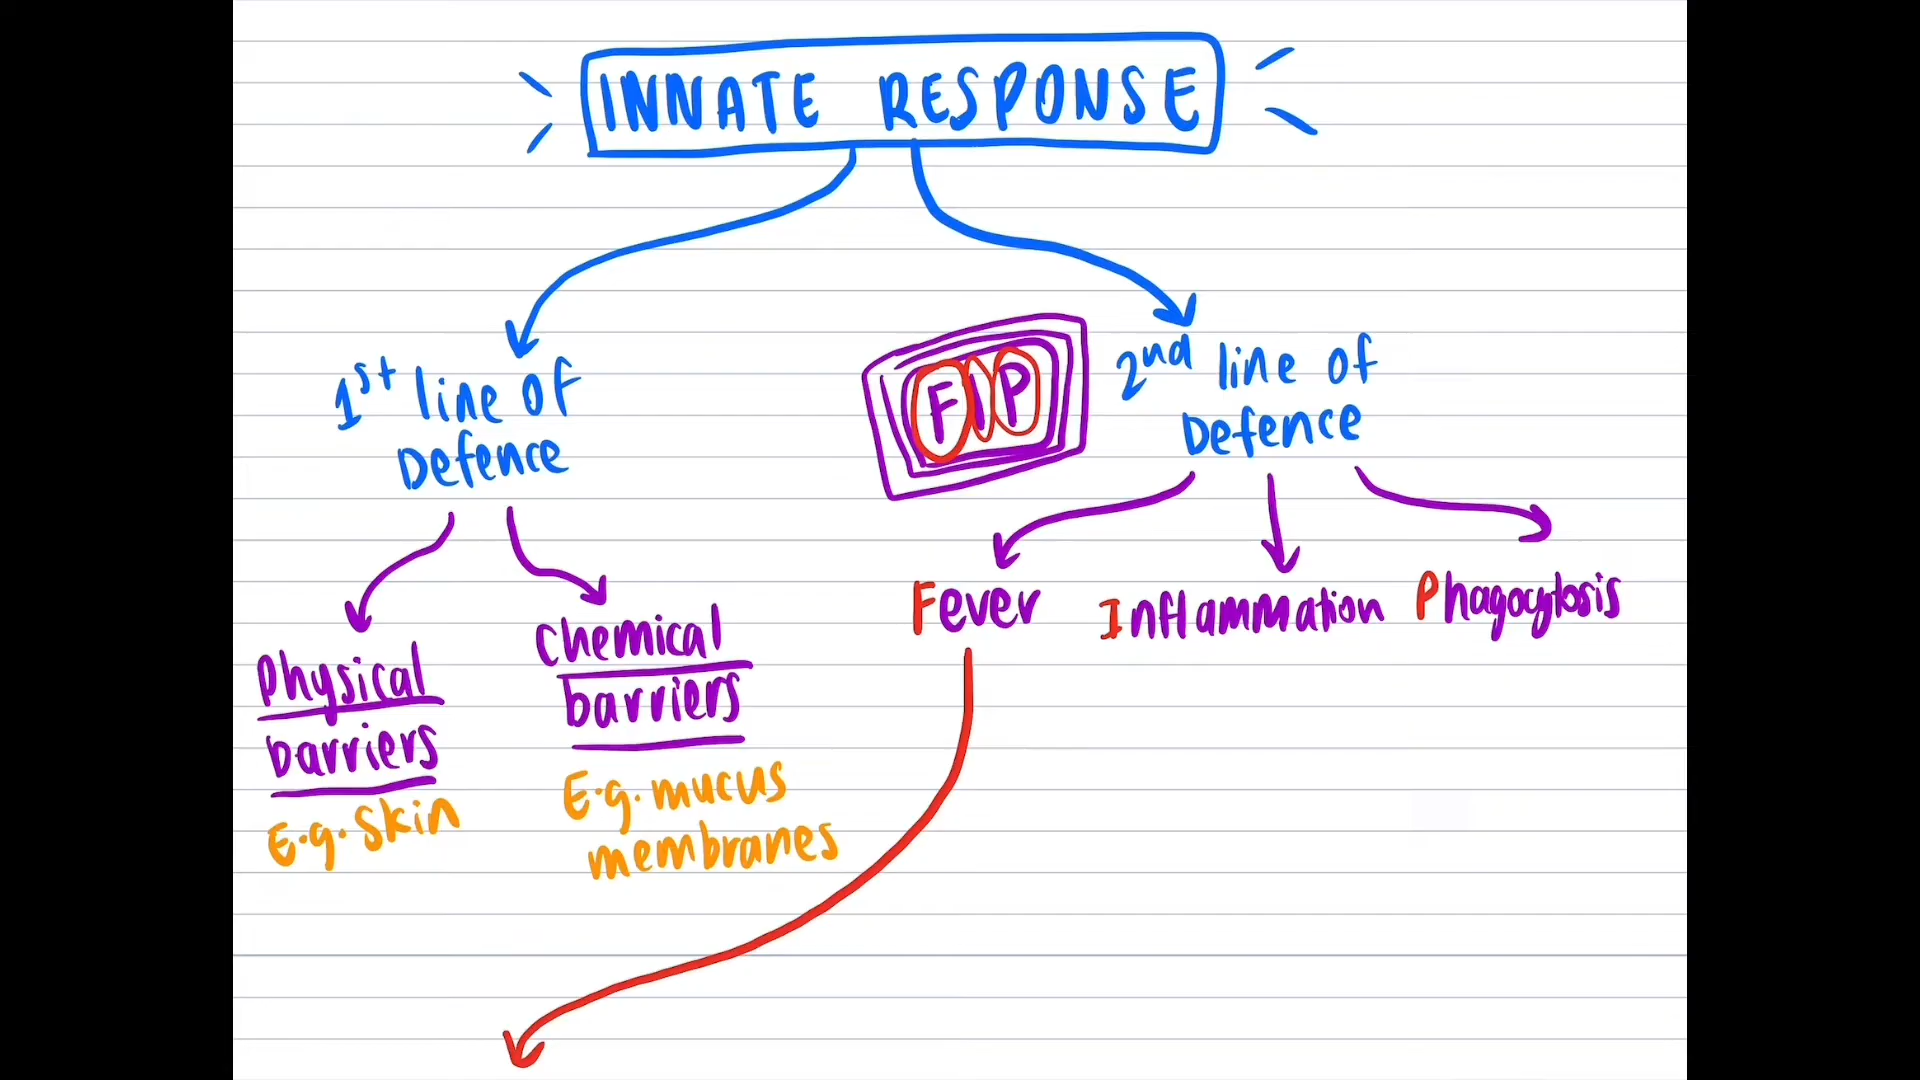 INNATE RESPONSE
1st line of
Defence
FIP
2nd line of
Defence
Physical
barriers
E.g. Skin
Chemical
barriers
E.g. mucus
membranes
Fever
Inflammation
Phagocytosis